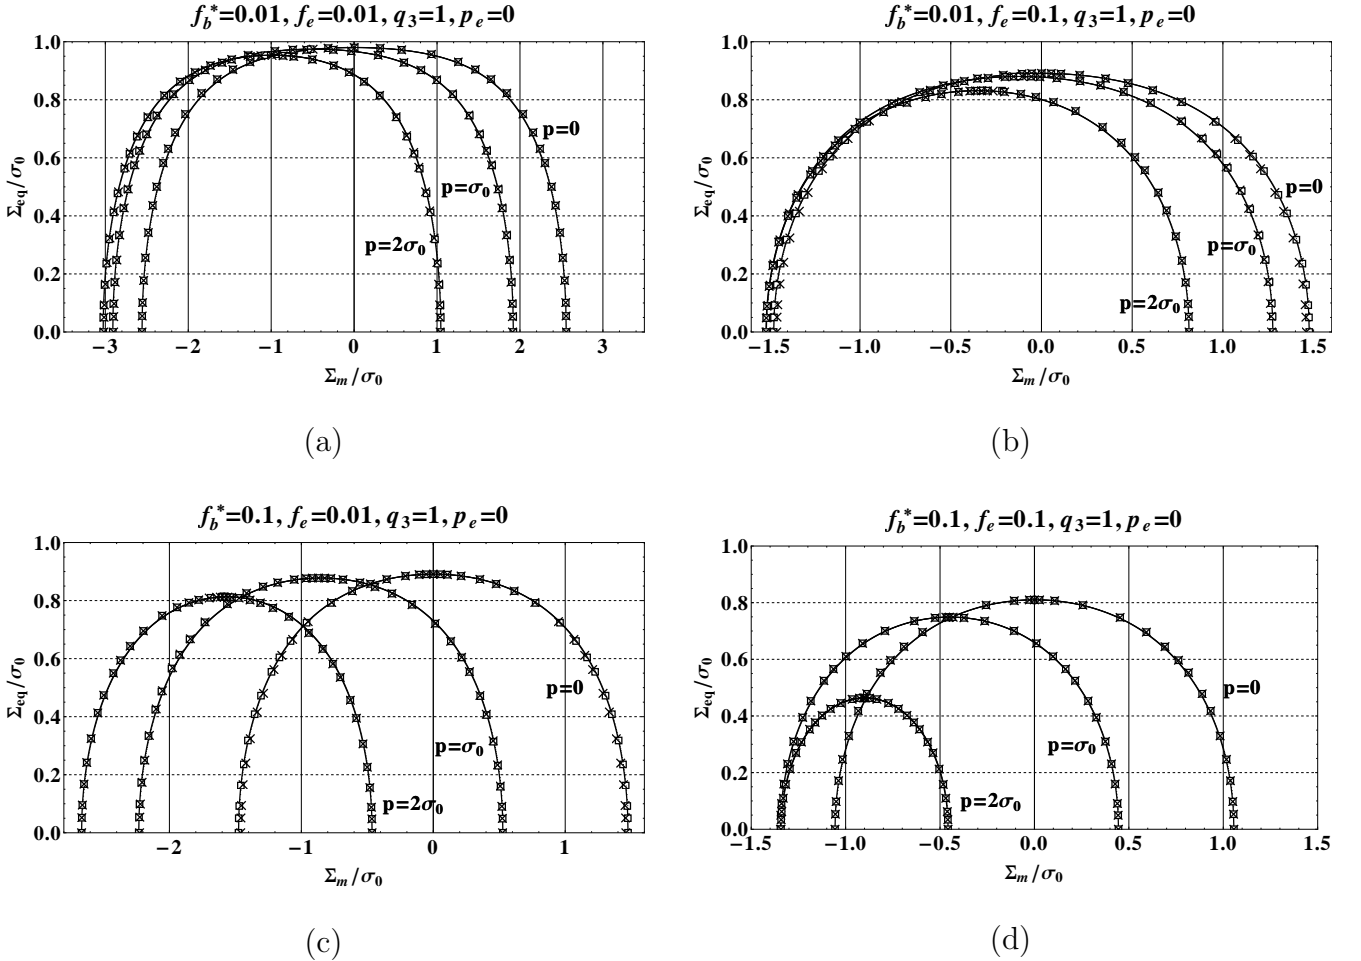 f_b*=0.01, f_e=0.01, q_3=1, p_e=0
Σ_eq/σ_0
1.0
0.8
0.6
0.4
0.2
0.0
p=0
p=σ_0
p=2σ_0
−3 −2 −1 0 1 2 3
Σ_m/σ_0
(a)
f_b*=0.01, f_e=0.1, q_3=1, p_e=0
Σ_eq/σ_0
1.0
0.8
0.6
0.4
0.2
0.0
p=0
p=σ_0
p=2σ_0
−1.5 −1.0 −0.5 0.0 0.5 1.0 1.5
Σ_m/σ_0
(b)
f_b*=0.1, f_e=0.01, q_3=1, p_e=0
Σ_eq/σ_0
1.0
0.8
0.6
0.4
0.2
0.0
p=0
p=σ_0
p=2σ_0
−2 −1 0 1
Σ_m/σ_0
(c)
f_b*=0.1, f_e=0.1, q_3=1, p_e=0
Σ_eq/σ_0
1.0
0.8
0.6
0.4
0.2
0.0
p=0
p=σ_0
p=2σ_0
−1.5 −1.0 −0.5 0.0 0.5 1.0 1.5
Σ_m/σ_0
(d)